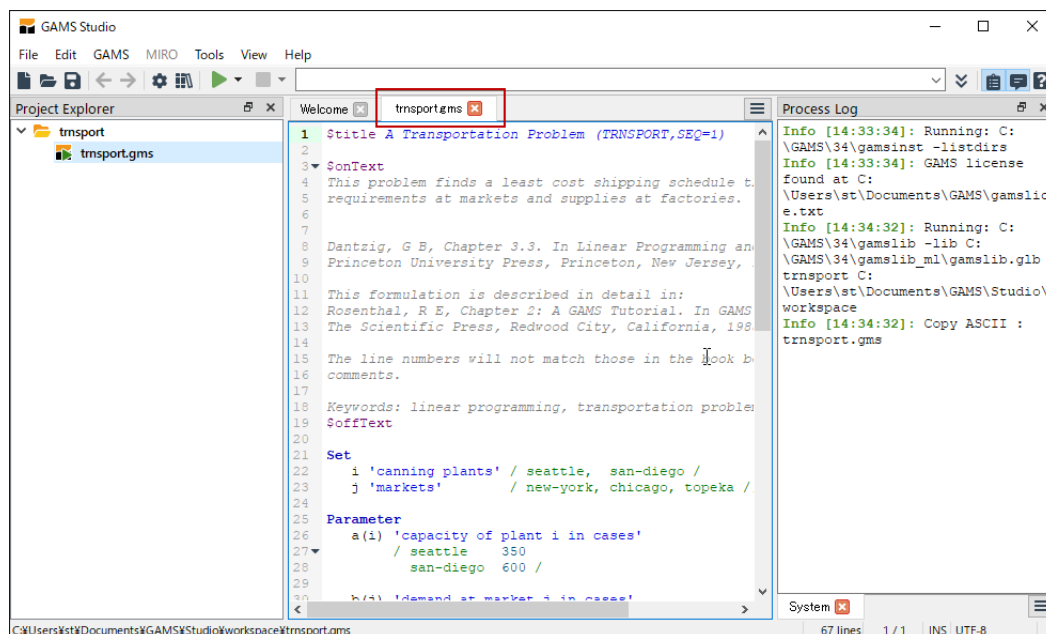 GAMS Studio
File Edit GAMS MIRO Tools View Help
Project Explorer
trnsport
trnsport.gms
Welcome
trnsport.gms
1 $title A Transportation Problem (TRNSPORT,SEQ=1)
2
3 $onText
4 This problem finds a least cost shipping schedule
5 requirements at markets and supplies at factories.
6
7
8 Dantzig, G B, Chapter 3.3. In Linear Programming
9 Princeton University Press, Princeton, New Jersey,
10
11 This formulation is described in detail in:
12 Rosenthal, R E, Chapter 2: A GAMS Tutorial. In GAMS
13 The Scientific Press, Redwood City, California,
14
15 The line numbers will not match those in the book
16 comments.
17
18 Keywords: linear programming, transportation
19 $offText
20
21 Set
22 i 'canning plants' / seattle, san-diego /
23 j 'markets' / new-york, chicago, topeka /
24
25 Parameter
26 a(i) 'capacity of plant i in cases'
27 / seattle 350
28 san-diego 600 /
29
30 b(j) 'demand at market j in cases'
Process Log
Info [14:33:34]: Running: C:
\GAMS\34\gamsinst -listdirs
Info [14:33:34]: GAMS license
found at C:
\Users\st\Documents\GAMS\gamslic
e.txt
Info [14:34:32]: Running: C:
\GAMS\34\gamslib -lib C:
\GAMS\34\gamslib_ml\gamslib.glb
trnsport C:
\Users\st\Documents\GAMS\Studio\
workspace
Info [14:34:32]: Copy ASCII :
trnsport.gms
System
C:¥Users¥st¥Documents¥GAMS¥Studio¥workspace¥trnsport.gms
67 lines 1 / 1 INS UTF-8